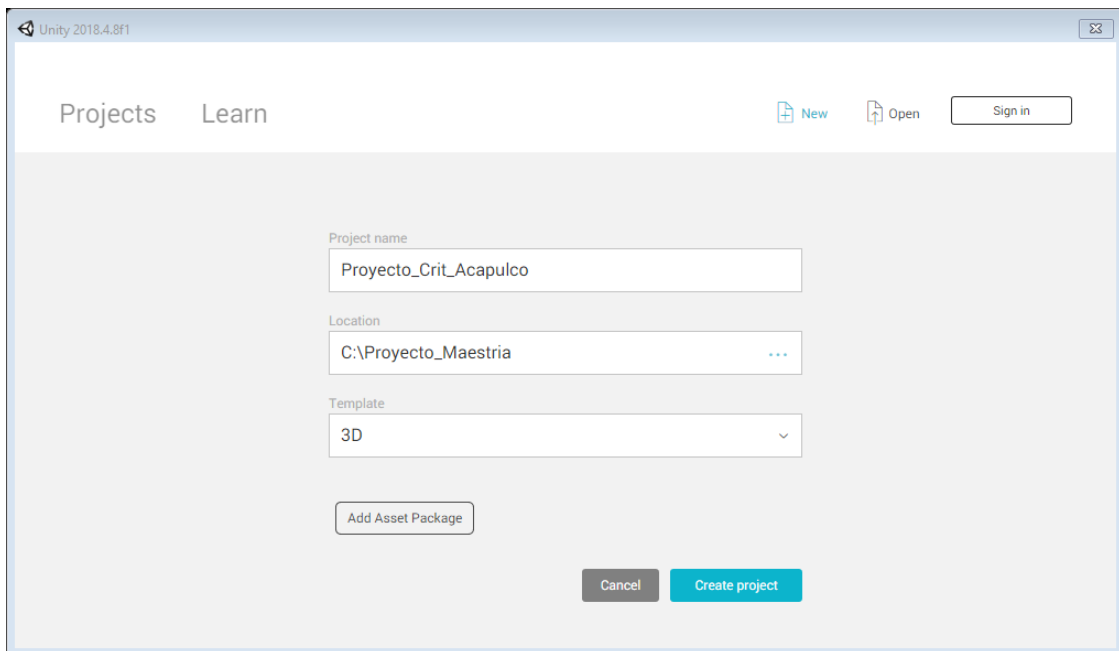 Unity 2018.4.8f1
Projects Learn New Open Sign in
Project name
Proyecto_Crit_Acapulco
Location
C:\Proyecto_Maestria
Template
3D
Add Asset Package
Cancel Create project